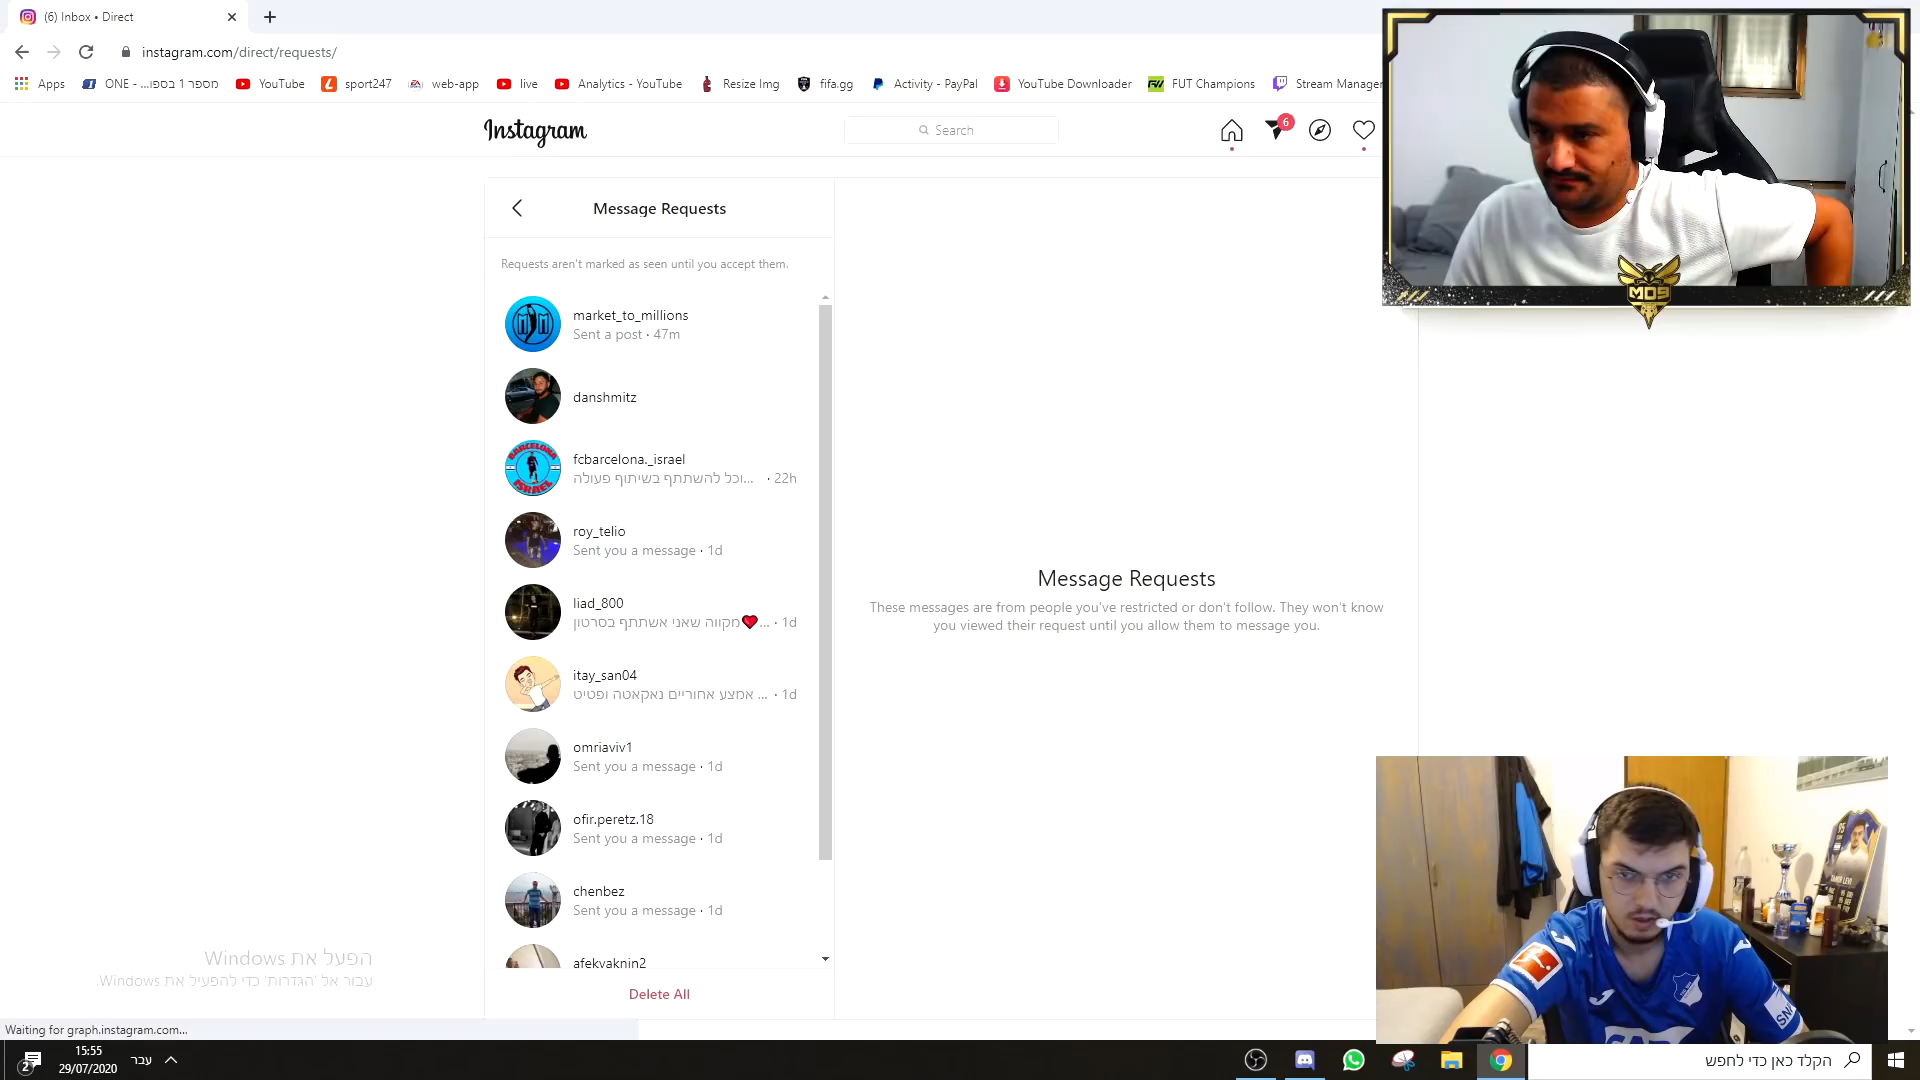 (6) Inbox • Direct
instagram.com/direct/requests/
Apps
ONE - מספר 1 בספו...
YouTube
sport247
web-app
live
Analytics - YouTube
Resize Img
fifa.gg
Activity - PayPal
YouTube Downloader
FUT Champions
Stream Manager
Instagram
Search
6
Message Requests
Requests aren't marked as seen until you accept them.
market_to_millions
Sent a post · 47m
danshmitz
fcbarcelona._israel
...וכל להשתתף בשיתוף פעולה · 22h
roy_telio
Sent you a message · 1d
liad_800
מקווה שאני אשתתף בסרטון❤... · 1d
itay_san04
אמצע אחוריים נאקאטה ופטיט ... · 1d
omriaviv1
Sent you a message · 1d
ofir.peretz.18
Sent you a message · 1d
chenbez
Sent you a message · 1d
afekvaknin2
Delete All
Message Requests
These messages are from people you've restricted or don't follow. They won't know
you viewed their request until you allow them to message you.
MO9
BARCELONA
ISRAEL
הפעל את Windows
עבור אל 'הגדרות' כדי להפעיל את Windows.
Waiting for graph.instagram.com...
2
15:55
29/07/2020
עבר
הקלד כאן כדי לחפש
95
LEVI